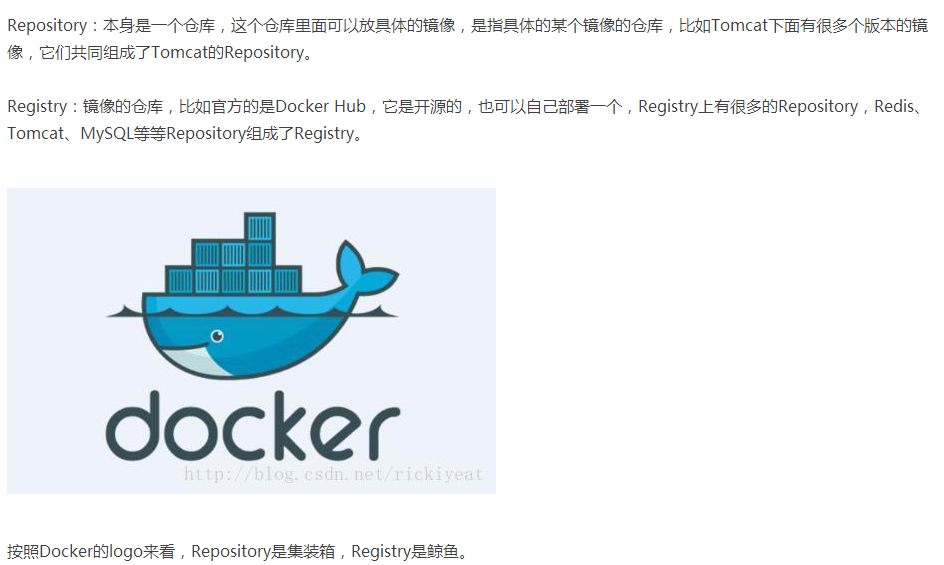 Repository：本身是一个仓库，这个仓库里面可以放具体的镜像，是指具体的某个镜像的仓库，比如Tomcat下面有很多个版本的镜
像，它们共同组成了Tomcat的Repository。
Registry：镜像的仓库，比如官方的是Docker Hub，它是开源的，也可以自己部署一个，Registry上有很多的Repository，Redis、
Tomcat、MySQL等等Repository组成了Registry。
docker
http://blog.csdn.net/rickiyeat
按照Docker的logo来看，Repository是集装箱，Registry是鲸鱼。